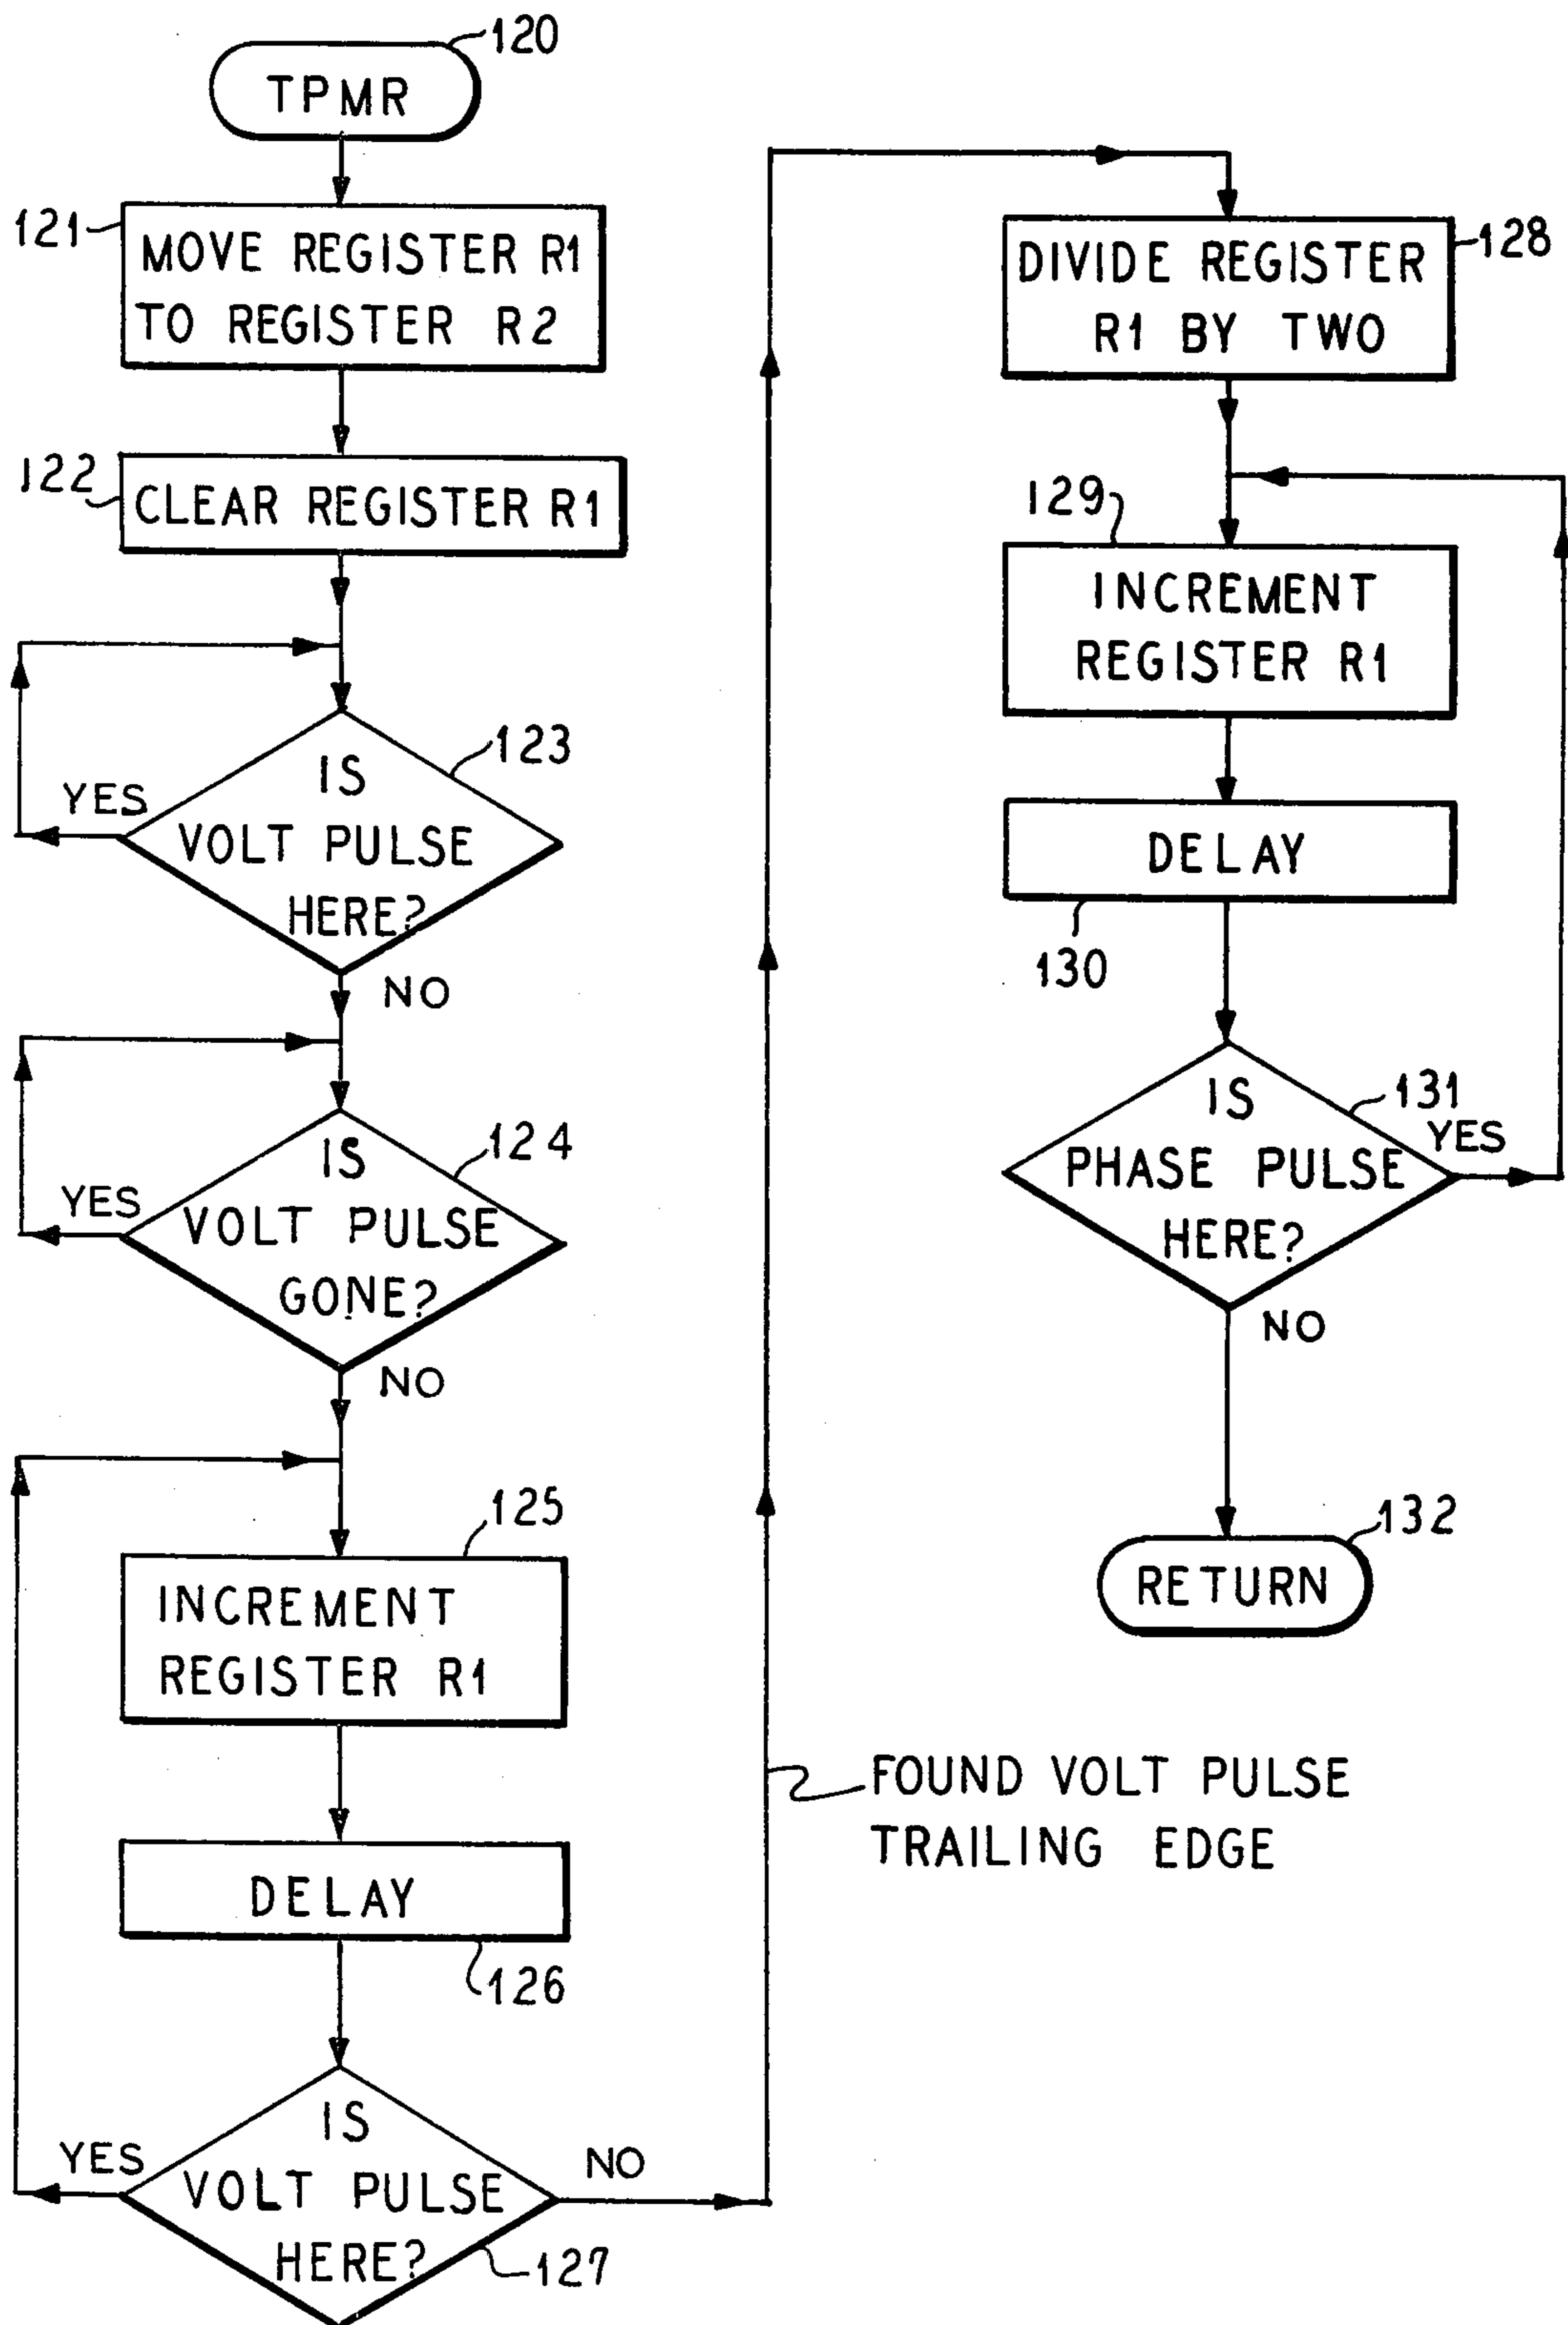 120
TPMR
121
MOVE REGISTER R1
TO REGISTER R2
122
CLEAR REGISTER R1
123
YES
IS
VOLT PULSE
HERE?
NO
124
YES
IS
VOLT PULSE
GONE?
NO
125
INCREMENT
REGISTER R1
DELAY
126
YES
IS
VOLT PULSE
HERE?
NO
127
FOUND VOLT PULSE
TRAILING EDGE
128
DIVIDE REGISTER
R1 BY TWO
129
INCREMENT
REGISTER R1
DELAY
130
131
YES
IS
PHASE PULSE
HERE?
NO
132
RETURN